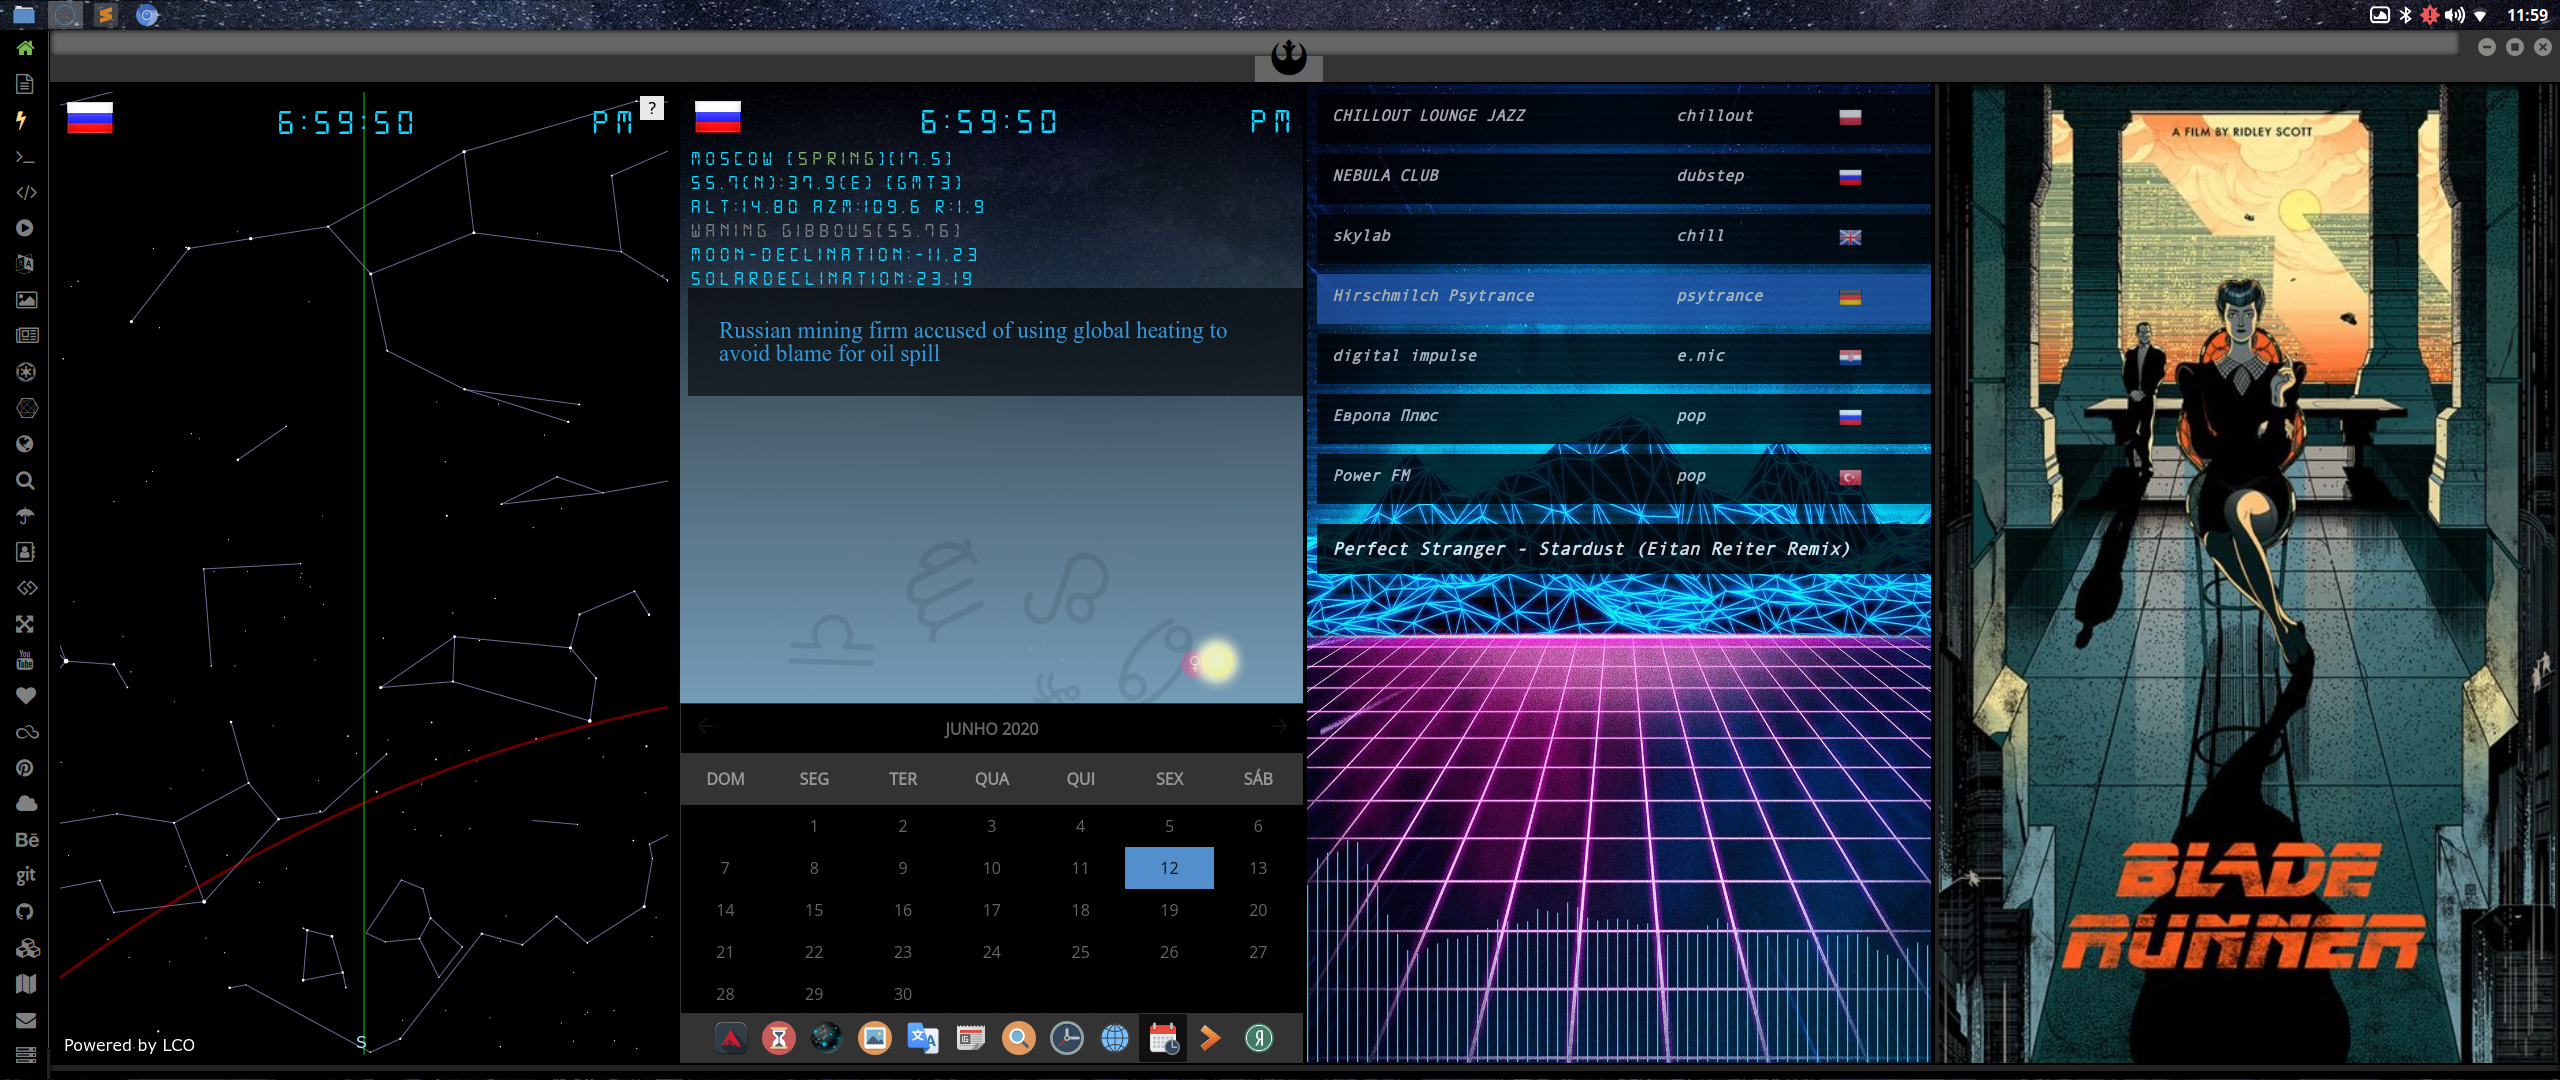 11:59
6:59:50 PM
?
Powered by LCO
S
6:59:50 PM
MOSCOW [SPRING][17.5]
55.7(N):37.9(E) [GMT3]
ALT:14.80 AZM:109.6 R:1.9
WANING GIBBOUS[55.76]
MOON-DECLINATION:-11.23
SOLARDECLINATION:23.19
Russian mining firm accused of using global heating to
avoid blame for oil spill
JUNHO 2020
DOM SEG TER QUA QUI SEX SÁB
1 2 3 4 5 6
7 8 9 10 11 12 13
14 15 16 17 18 19 20
21 22 23 24 25 26 27
28 29 30
CHILLOUT LOUNGE JAZZ chillout
NEBULA CLUB dubstep
skylab chill
Hirschmilch Psytrance psytrance
digital impulse e.nic
Европа Плюс pop
Power FM pop
Perfect Stranger - Stardust (Eitan Reiter Remix)
A FILM BY RIDLEY SCOTT
BLADE
RUNNER
You
Tube
Bē
git